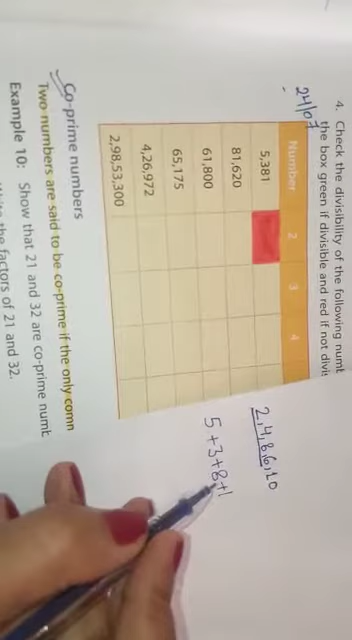 4. Check the divisibility of the following numb
the box green if divisible and red if not divis
24/07
Number 2 3 4
5,381
81,620
61,800
65,175
4,26,972
2,98,53,300
2,4,8,6,20
5+3+8+1
Co-prime numbers
Two numbers are said to be co-prime if the only comn
Example 10: Show that 21 and 32 are co-prime numb
the factors of 21 and 32.